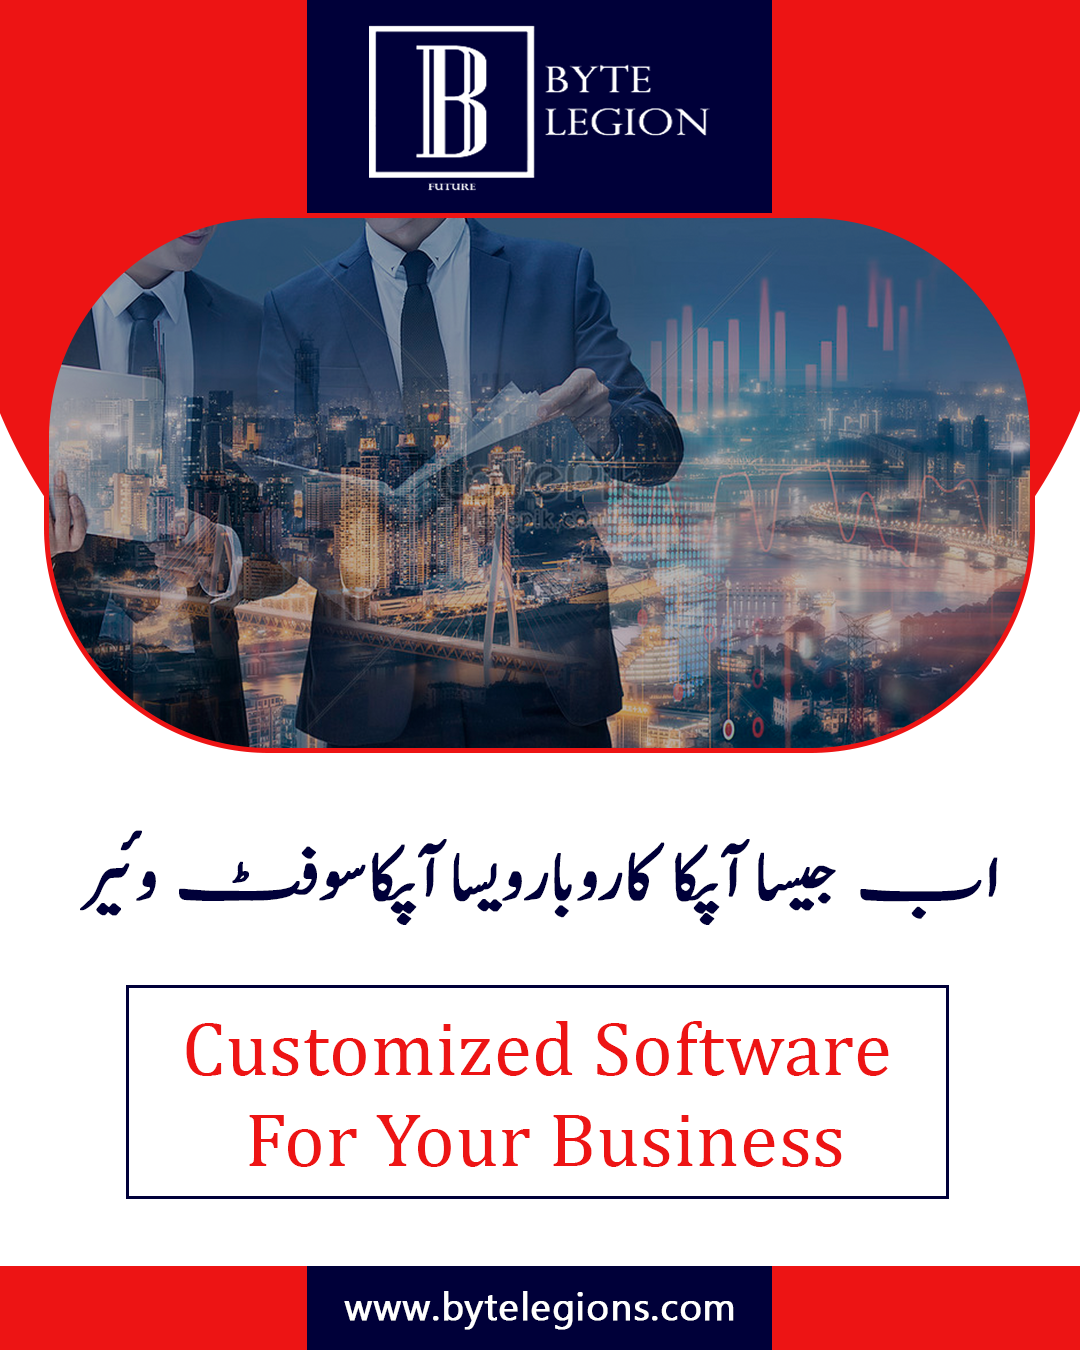 B
BYTE
LEGION
FUTURE
اب جیسا آپکا کاروبار ویسا آپکا سوفٹ وئیر
Customized Software
For Your Business
www.bytelegions.com